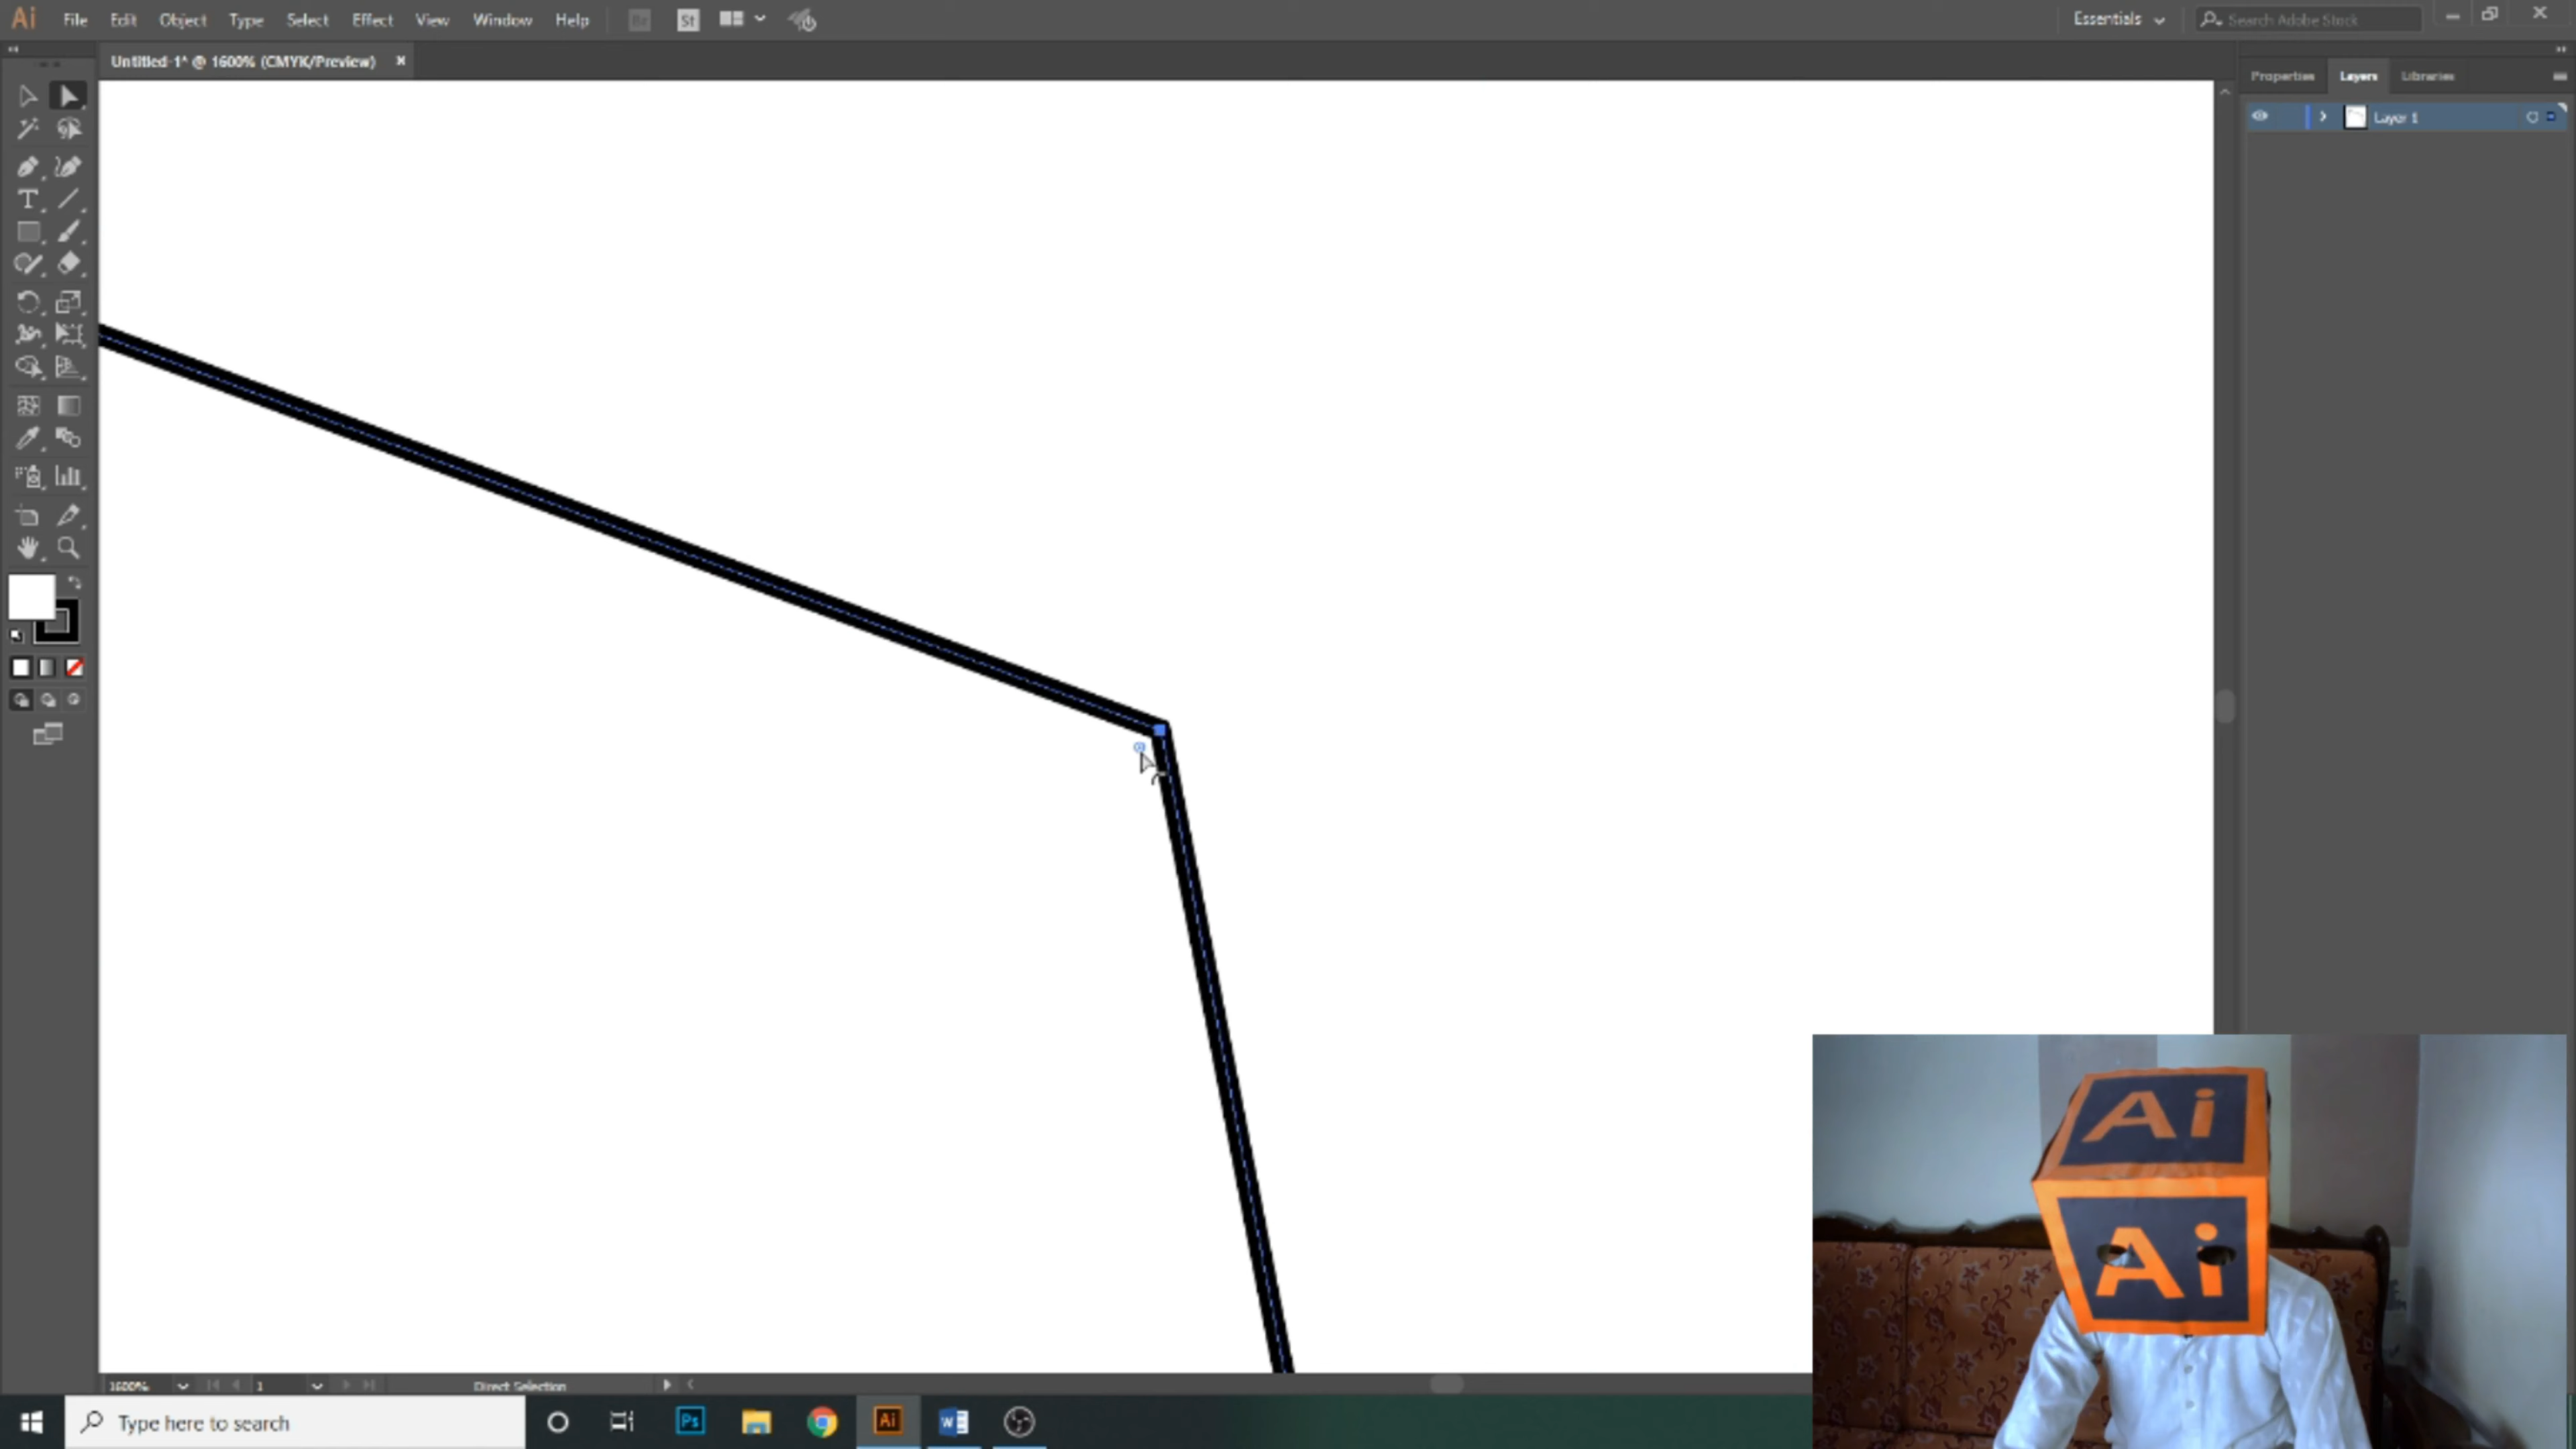 Ai File Edit Object Type Select Effect View Window Help Br St Essentials Search Adobe Stock
Untitled-1* @ 1600% (CMYK/Preview) ×
Properties Layers Libraries
Layer 1
T
1600% 1 Direct Selection
Type here to search Ps Ai W
Ai
Ai